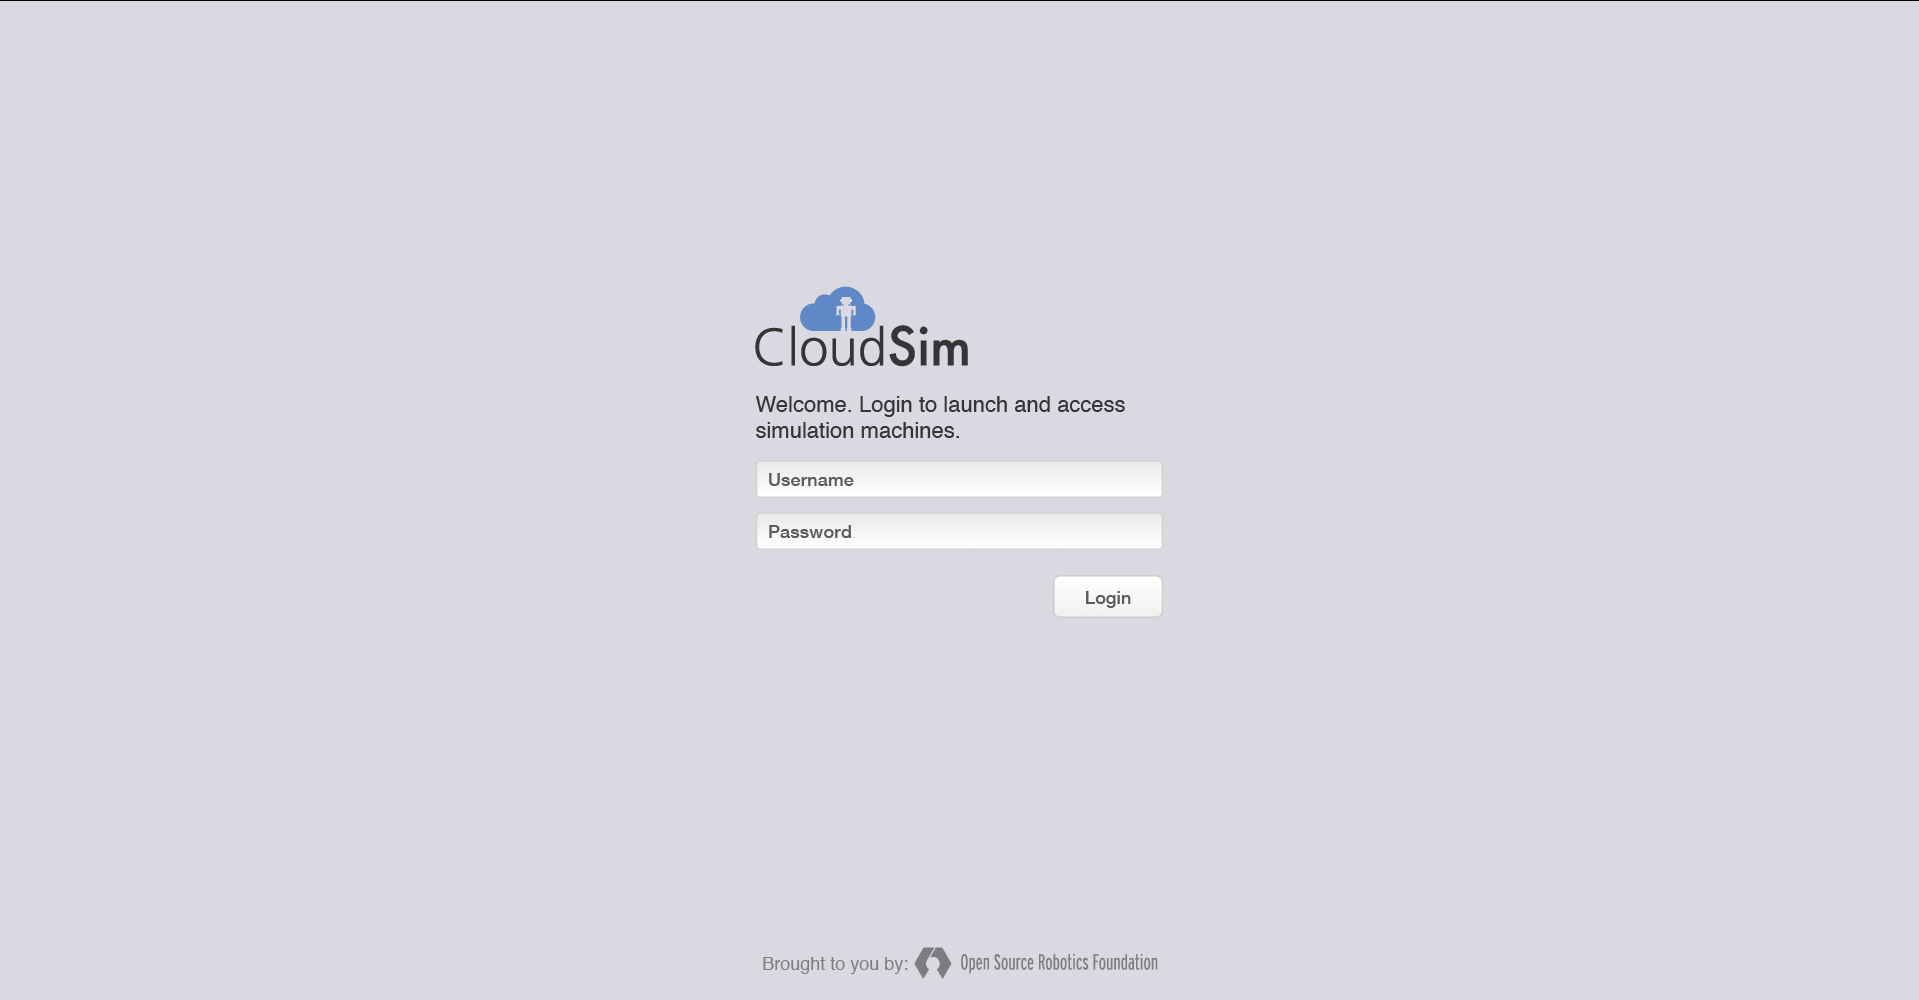 CloudSim
Welcome. Login to launch and access
simulation machines.
Username
Password
Login
Brought to you by: Open Source Robotics Foundation